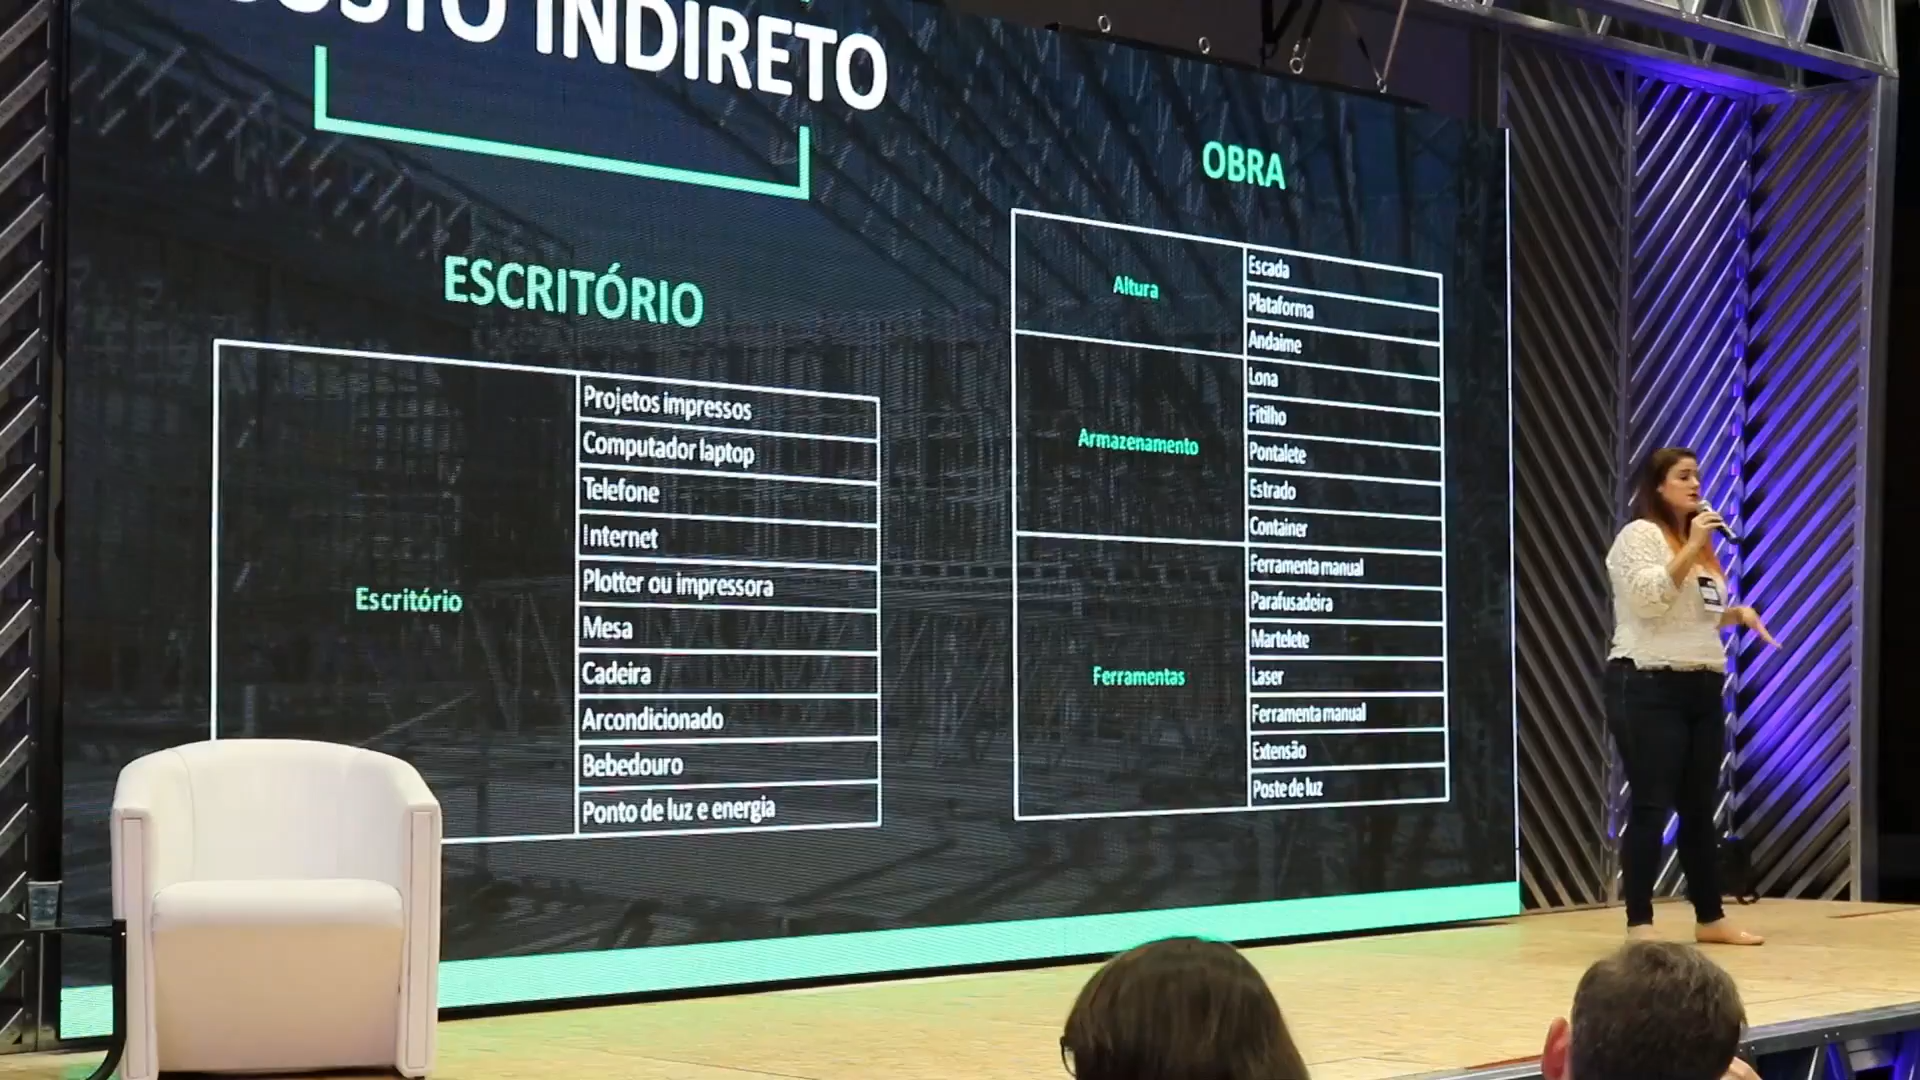 CUSTO INDIRETO
ESCRITÓRIO
Escritório
Projetos impressos
Computador laptop
Telefone
Internet
Plotter ou impressora
Mesa
Cadeira
Arcondicionado
Bebedouro
Ponto de luz e energia
OBRA
Altura
Escada
Plataforma
Andaime
Armazenamento
Lona
Fitilho
Pontalete
Estrado
Container
Ferramentas
Ferramenta manual
Parafusadeira
Martelete
Laser
Ferramenta manual
Extensão
Poste de luz